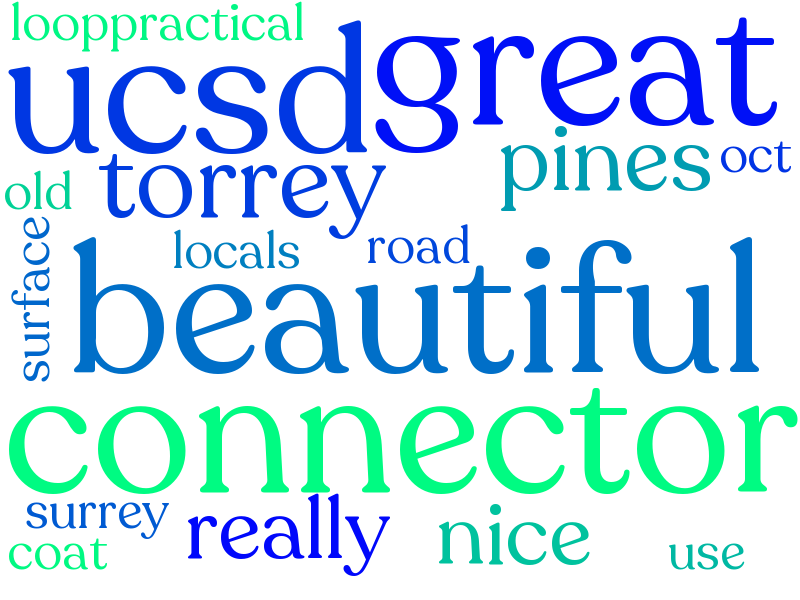 looppractical
ucsd great
torrey pines oct
old
surface
locals road
beautiful
connector
surrey really nice use
coat